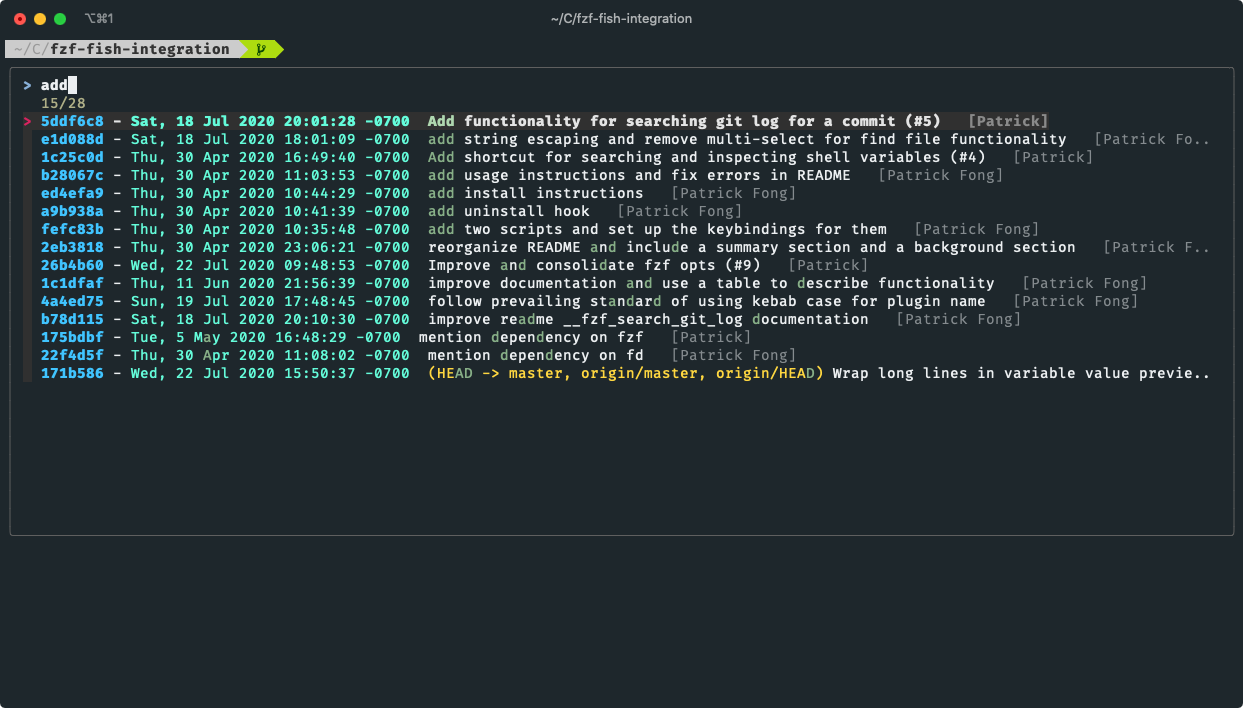 ⌥⌘1 ~/C/fzf-fish-integration
~/C/fzf-fish-integration
> add
15/28
> 5ddf6c8 - Sat, 18 Jul 2020 20:01:28 -0700 Add functionality for searching git log for a commit (#5) [Patrick]
e1d088d - Sat, 18 Jul 2020 18:01:09 -0700 add string escaping and remove multi-select for find file functionality [Patrick Fo..
1c25c0d - Thu, 30 Apr 2020 16:49:40 -0700 Add shortcut for searching and inspecting shell variables (#4) [Patrick]
b28067c - Thu, 30 Apr 2020 11:03:53 -0700 add usage instructions and fix errors in README [Patrick Fong]
ed4efa9 - Thu, 30 Apr 2020 10:44:29 -0700 add install instructions [Patrick Fong]
a9b938a - Thu, 30 Apr 2020 10:41:39 -0700 add uninstall hook [Patrick Fong]
fefc83b - Thu, 30 Apr 2020 10:35:48 -0700 add two scripts and set up the keybindings for them [Patrick Fong]
2eb3818 - Thu, 30 Apr 2020 23:06:21 -0700 reorganize README and include a summary section and a background section [Patrick F..
26b4b60 - Wed, 22 Jul 2020 09:48:53 -0700 Improve and consolidate fzf opts (#9) [Patrick]
1c1dfaf - Thu, 11 Jun 2020 21:56:39 -0700 improve documentation and use a table to describe functionality [Patrick Fong]
4a4ed75 - Sun, 19 Jul 2020 17:48:45 -0700 follow prevailing standard of using kebab case for plugin name [Patrick Fong]
b78d115 - Sat, 18 Jul 2020 20:10:30 -0700 improve readme __fzf_search_git_log documentation [Patrick Fong]
175bdbf - Tue, 5 May 2020 16:48:29 -0700 mention dependency on fzf [Patrick]
22f4d5f - Thu, 30 Apr 2020 11:08:02 -0700 mention dependency on fd [Patrick Fong]
171b586 - Wed, 22 Jul 2020 15:50:37 -0700 (HEAD -> master, origin/master, origin/HEAD) Wrap long lines in variable value previe..